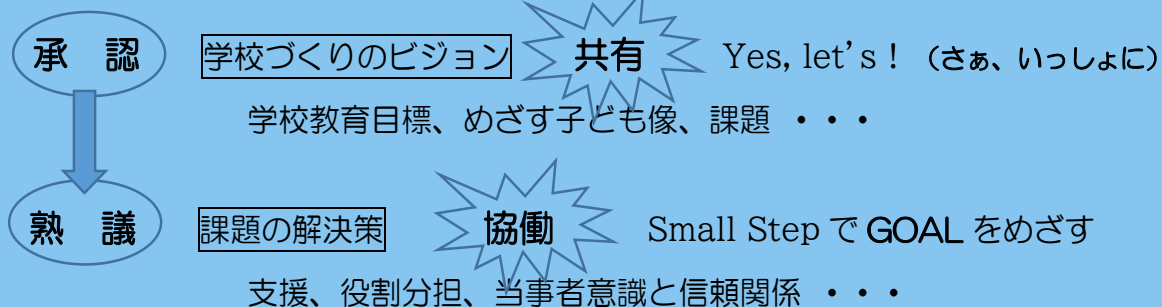 承　認 学校づくりのビジョン 共有 Yes, let’s！（さぁ、いっしょに）
学校教育目標、めざす子ども像、課題 ・・・
熟　議 課題の解決策 協働 Small Step で GOAL をめざす
支援、役割分担、当事者意識と信頼関係 ・・・